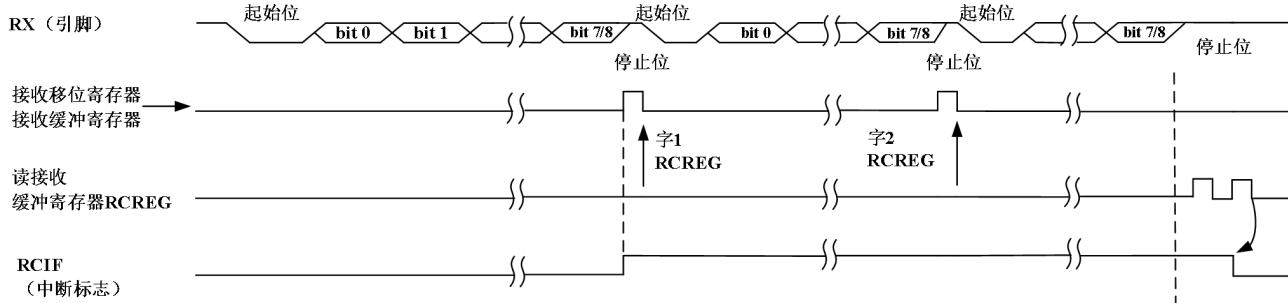 起始位 起始位 起始位
RX（引脚） bit 0 bit 1 bit 7/8 bit 0 bit 7/8 bit 7/8
停止位 停止位 停止位
接收移位寄存器
接收缓冲寄存器
字1 字2
RCREG RCREG
读接收
缓冲寄存器RCREG
RCIF
（中断标志）